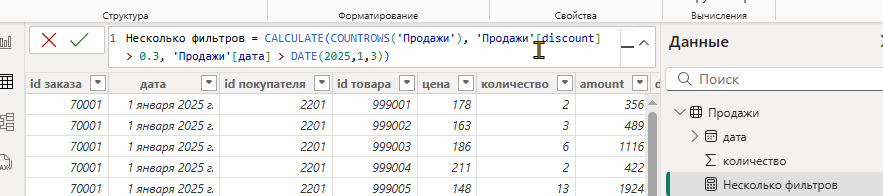 Структура
Форматирование
Свойства
Вычисления
1 Несколько фильтров = CALCULATE(COUNTROWS('Продажи'), 'Продажи'[discount]
> 0.3, 'Продажи'[дата] > DATE(2025,1,3))
Данные
Поиск
id заказа дата id покупателя id товара цена количество amount
70001 1 января 2025 г. 2201 999001 178 2 356
70001 1 января 2025 г. 2201 999002 163 3 489
70001 1 января 2025 г. 2201 999003 186 6 1116
70001 1 января 2025 г. 2201 999004 211 2 422
70001 1 января 2025 г. 2201 999005 148 13 1924
Продажи
дата
количество
Несколько фильтров